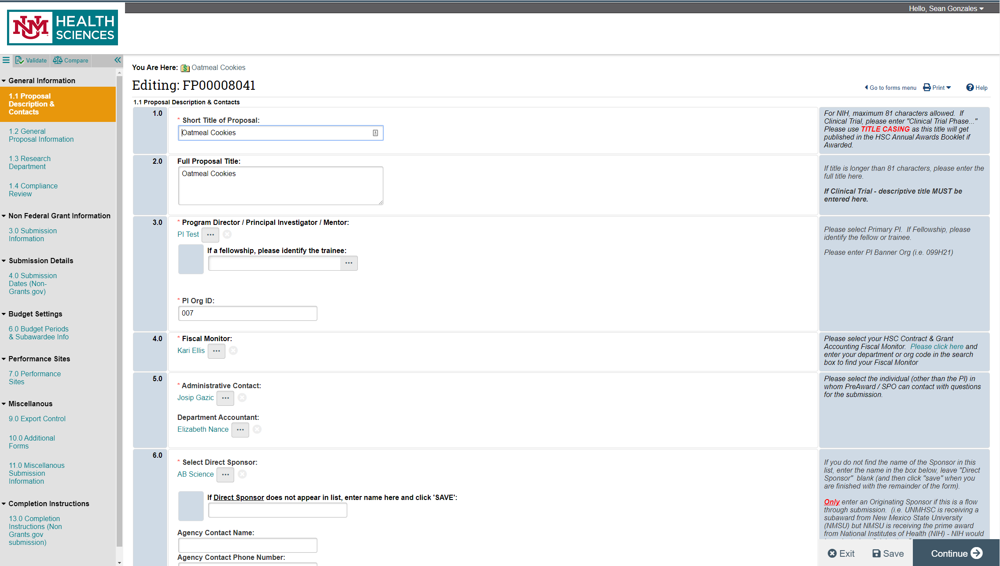 Hello, Sean Gonzales
UNM HEALTH
SCIENCES
Validate
Compare
General Information
1.1 Proposal
Description &
Contacts
1.2 General
Proposal Information
1.3 Research
Department
1.4 Compliance
Review
Non Federal Grant Information
3.0 Submission
Information
Submission Details
4.0 Submission
Dates (Non-
Grants.gov)
Budget Settings
6.0 Budget Periods
& Subawardee Info
Performance Sites
7.0 Performance
Sites
Miscellanous
9.0 Export Control
10.0 Additional
Forms
11.0 Miscellanous
Submission
Information
Completion Instructions
13.0 Completion
Instructions (Non
Grants.gov
submission)
You Are Here: Oatmeal Cookies
Editing: FP00008041
Go to forms menu
Print
Help
1.1 Proposal Description & Contacts
1.0
* Short Title of Proposal:
Oatmeal Cookies
For NIH, maximum 81 characters allowed. If
Clinical Trial, please enter "Clinical Trial Phase..."
Please use TITLE CASING as this title will get
published in the HSC Annual Awards Booklet if
Awarded.
2.0
Full Proposal Title:
Oatmeal Cookies
If title is longer than 81 characters, please enter the
full title here.
If Clinical Trial - descriptive title MUST be
entered here.
3.0
* Program Director / Principal Investigator / Mentor:
PI Test ...
If a fellowship, please identify the trainee:
...
* PI Org ID:
007
Please select Primary PI. If Fellowship, please
identify the fellow or trainee.
Please enter PI Banner Org (i.e. 099H21)
4.0
* Fiscal Monitor:
Kari Ellis ...
Please select your HSC Contract & Grant
Accounting Fiscal Monitor. Please click here and
enter your department or org code in the search
box to find your Fiscal Monitor
5.0
* Administrative Contact:
Josip Gazic ...
Department Accountant:
Elizabeth Nance ...
Please select the individual (other than the PI) in
whom PreAward / SPO can contact with questions
for the submission.
6.0
* Select Direct Sponsor:
AB Science ...
If Direct Sponsor does not appear in list, enter name here and click 'SAVE':
Agency Contact Name:
Agency Contact Phone Number:
If you do not find the name of the Sponsor in this
list, enter the name in the box below, leave "Direct
Sponsor" blank (and then click "save" when you
are finished with the remainder of the form).
Only enter an Originating Sponsor if this is a flow
through submission. (i.e. UNMHSC is receiving a
subaward from New Mexico State University
(NMSU) but NMSU is receiving the prime award
from National Institutes of Health (NIH) - NIH would
Exit
Save
Continue